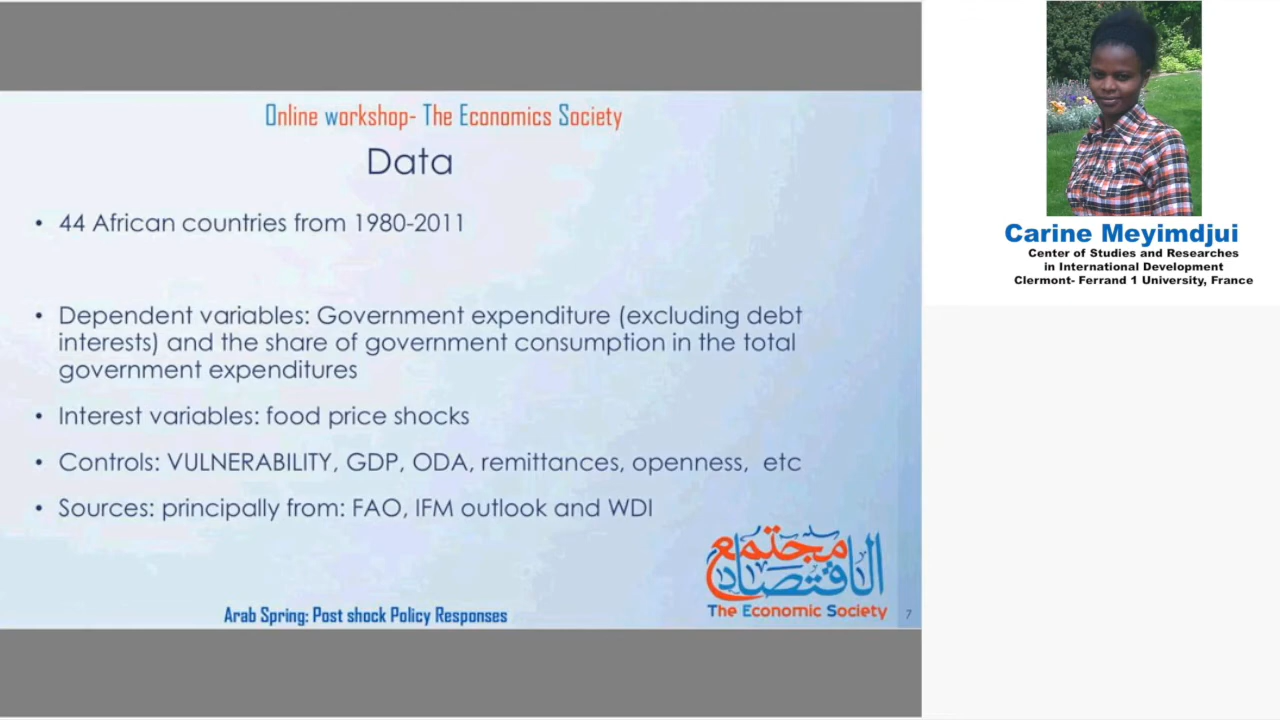 Online workshop- The Economics Society
Data
• 44 African countries from 1980-2011
• Dependent variables: Government expenditure (excluding debt
interests) and the share of government consumption in the total
government expenditures
• Interest variables: food price shocks
• Controls: VULNERABILITY, GDP, ODA, remittances, openness, etc
• Sources: principally from: FAO, IFM outlook and WDI
مجتمع
الاقتصاد
The Economic Society
Arab Spring: Post shock Policy Responses
7
Carine Meyimdjui
Center of Studies and Researches
in International Development
Clermont- Ferrand 1 University, France